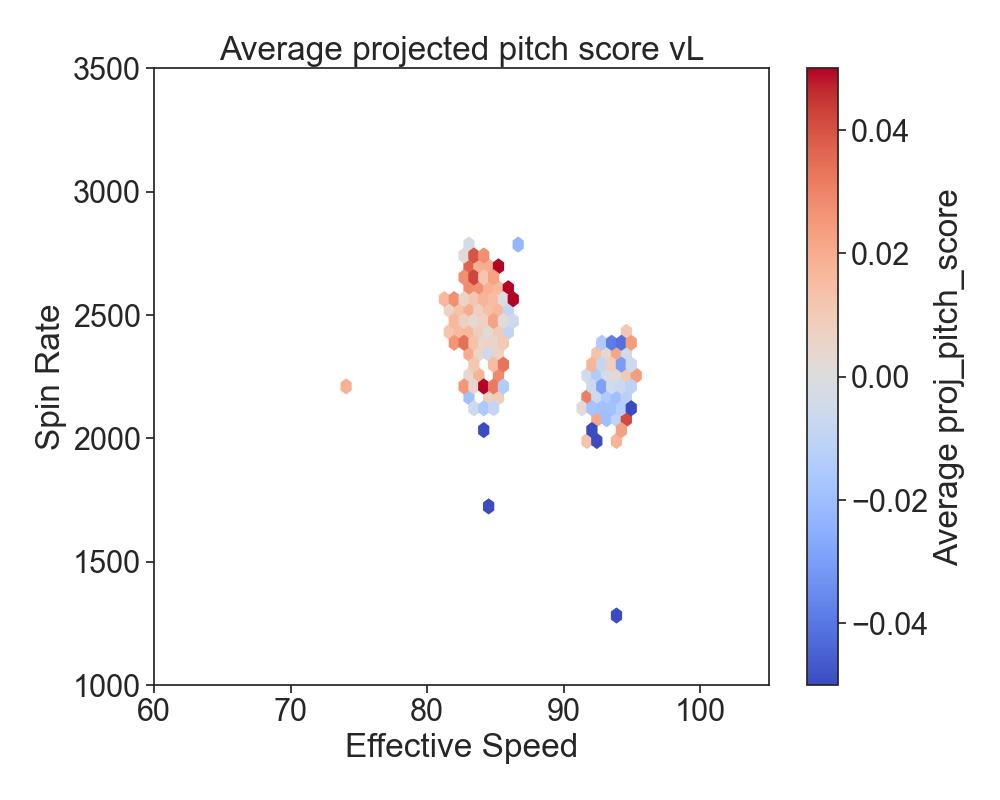 Average projected pitch score vL
3500
3000
2500
2000
1500
1000
Spin Rate
60 70 80 90 100
Effective Speed
0.04
0.02
0.00
−0.02
−0.04
Average proj_pitch_score